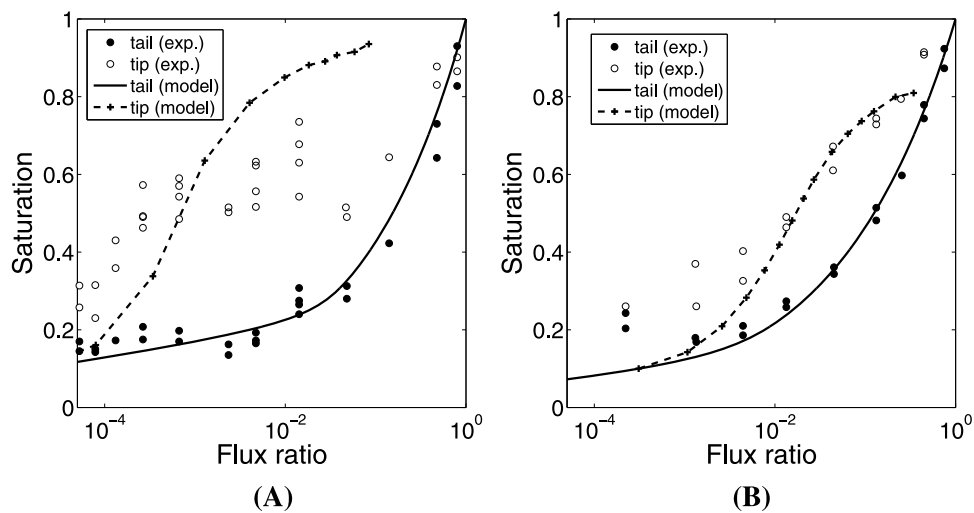 1
0.8
0.6
0.4
0.2
0
Saturation
tail (exp.)
tip (exp.)
tail (model)
tip (model)
10^-4
10^-2
10^0
Flux ratio
(A)
1
0.8
0.6
0.4
0.2
0
Saturation
tail (exp.)
tip (exp.)
tail (model)
tip (model)
10^-4
10^-2
10^0
Flux ratio
(B)